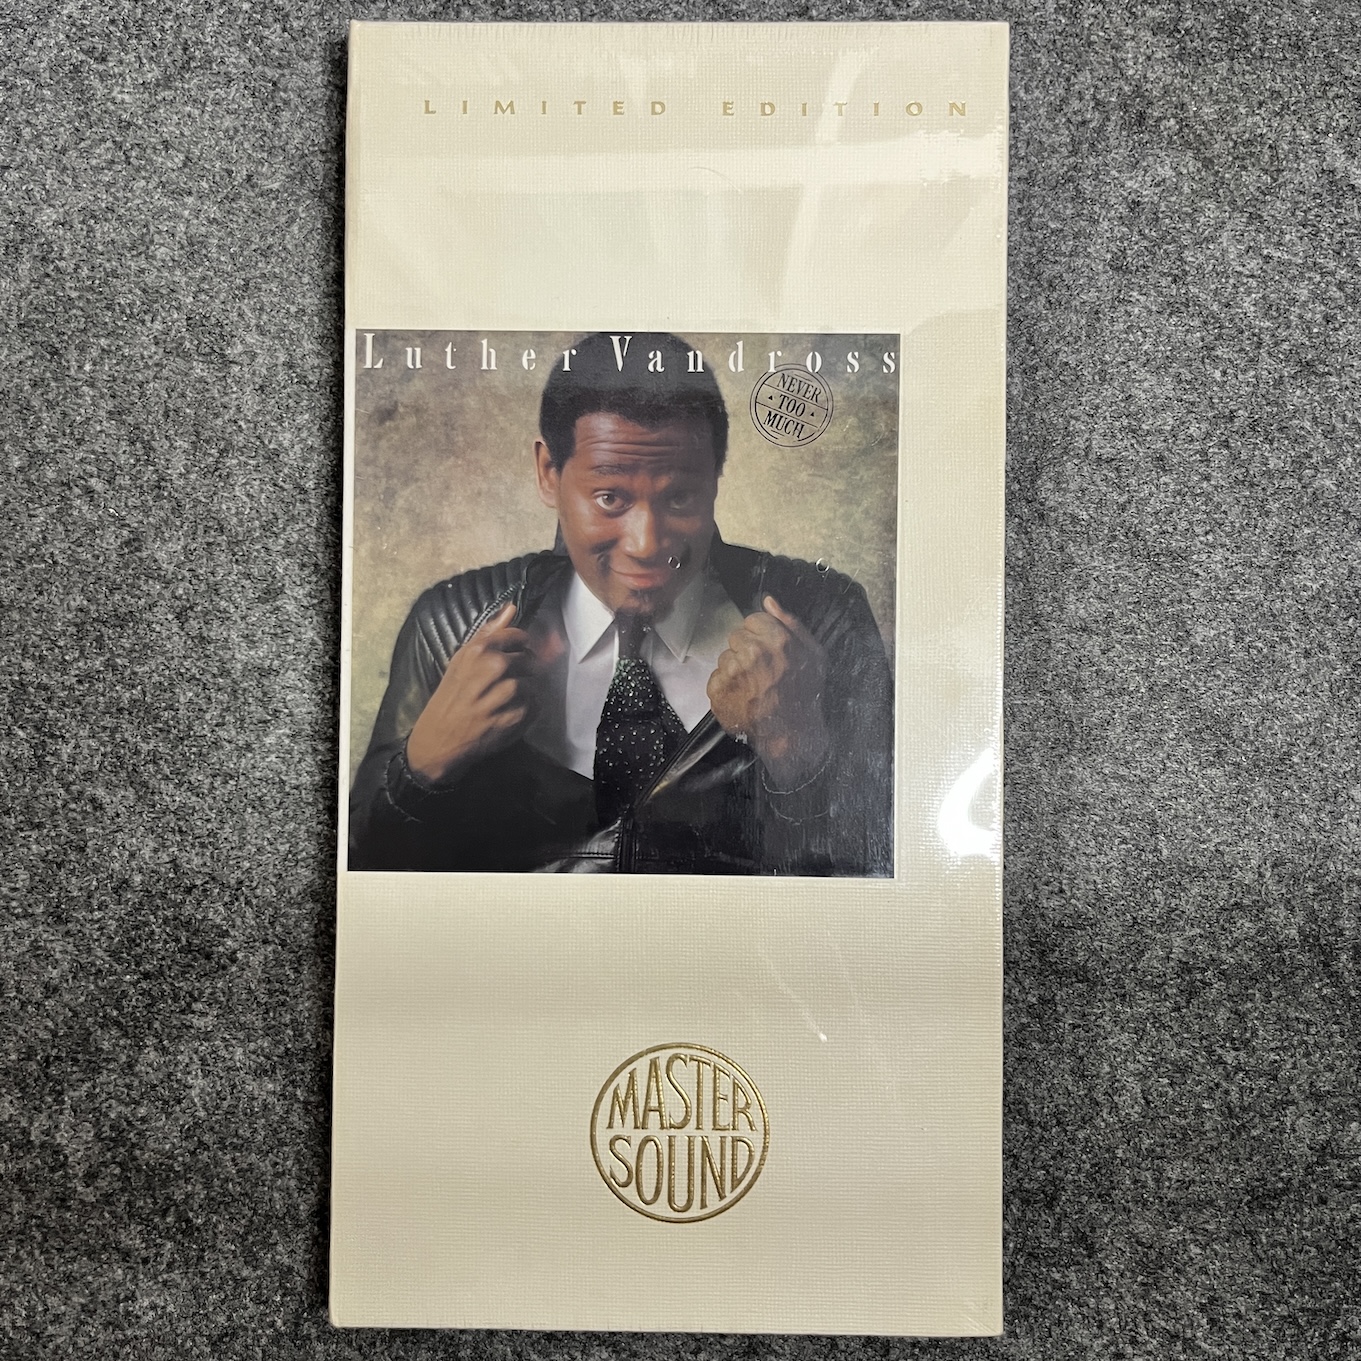 LIMITED EDITION
Luther Vandross
NEVER
TOO
MUCH
MASTER
SOUND